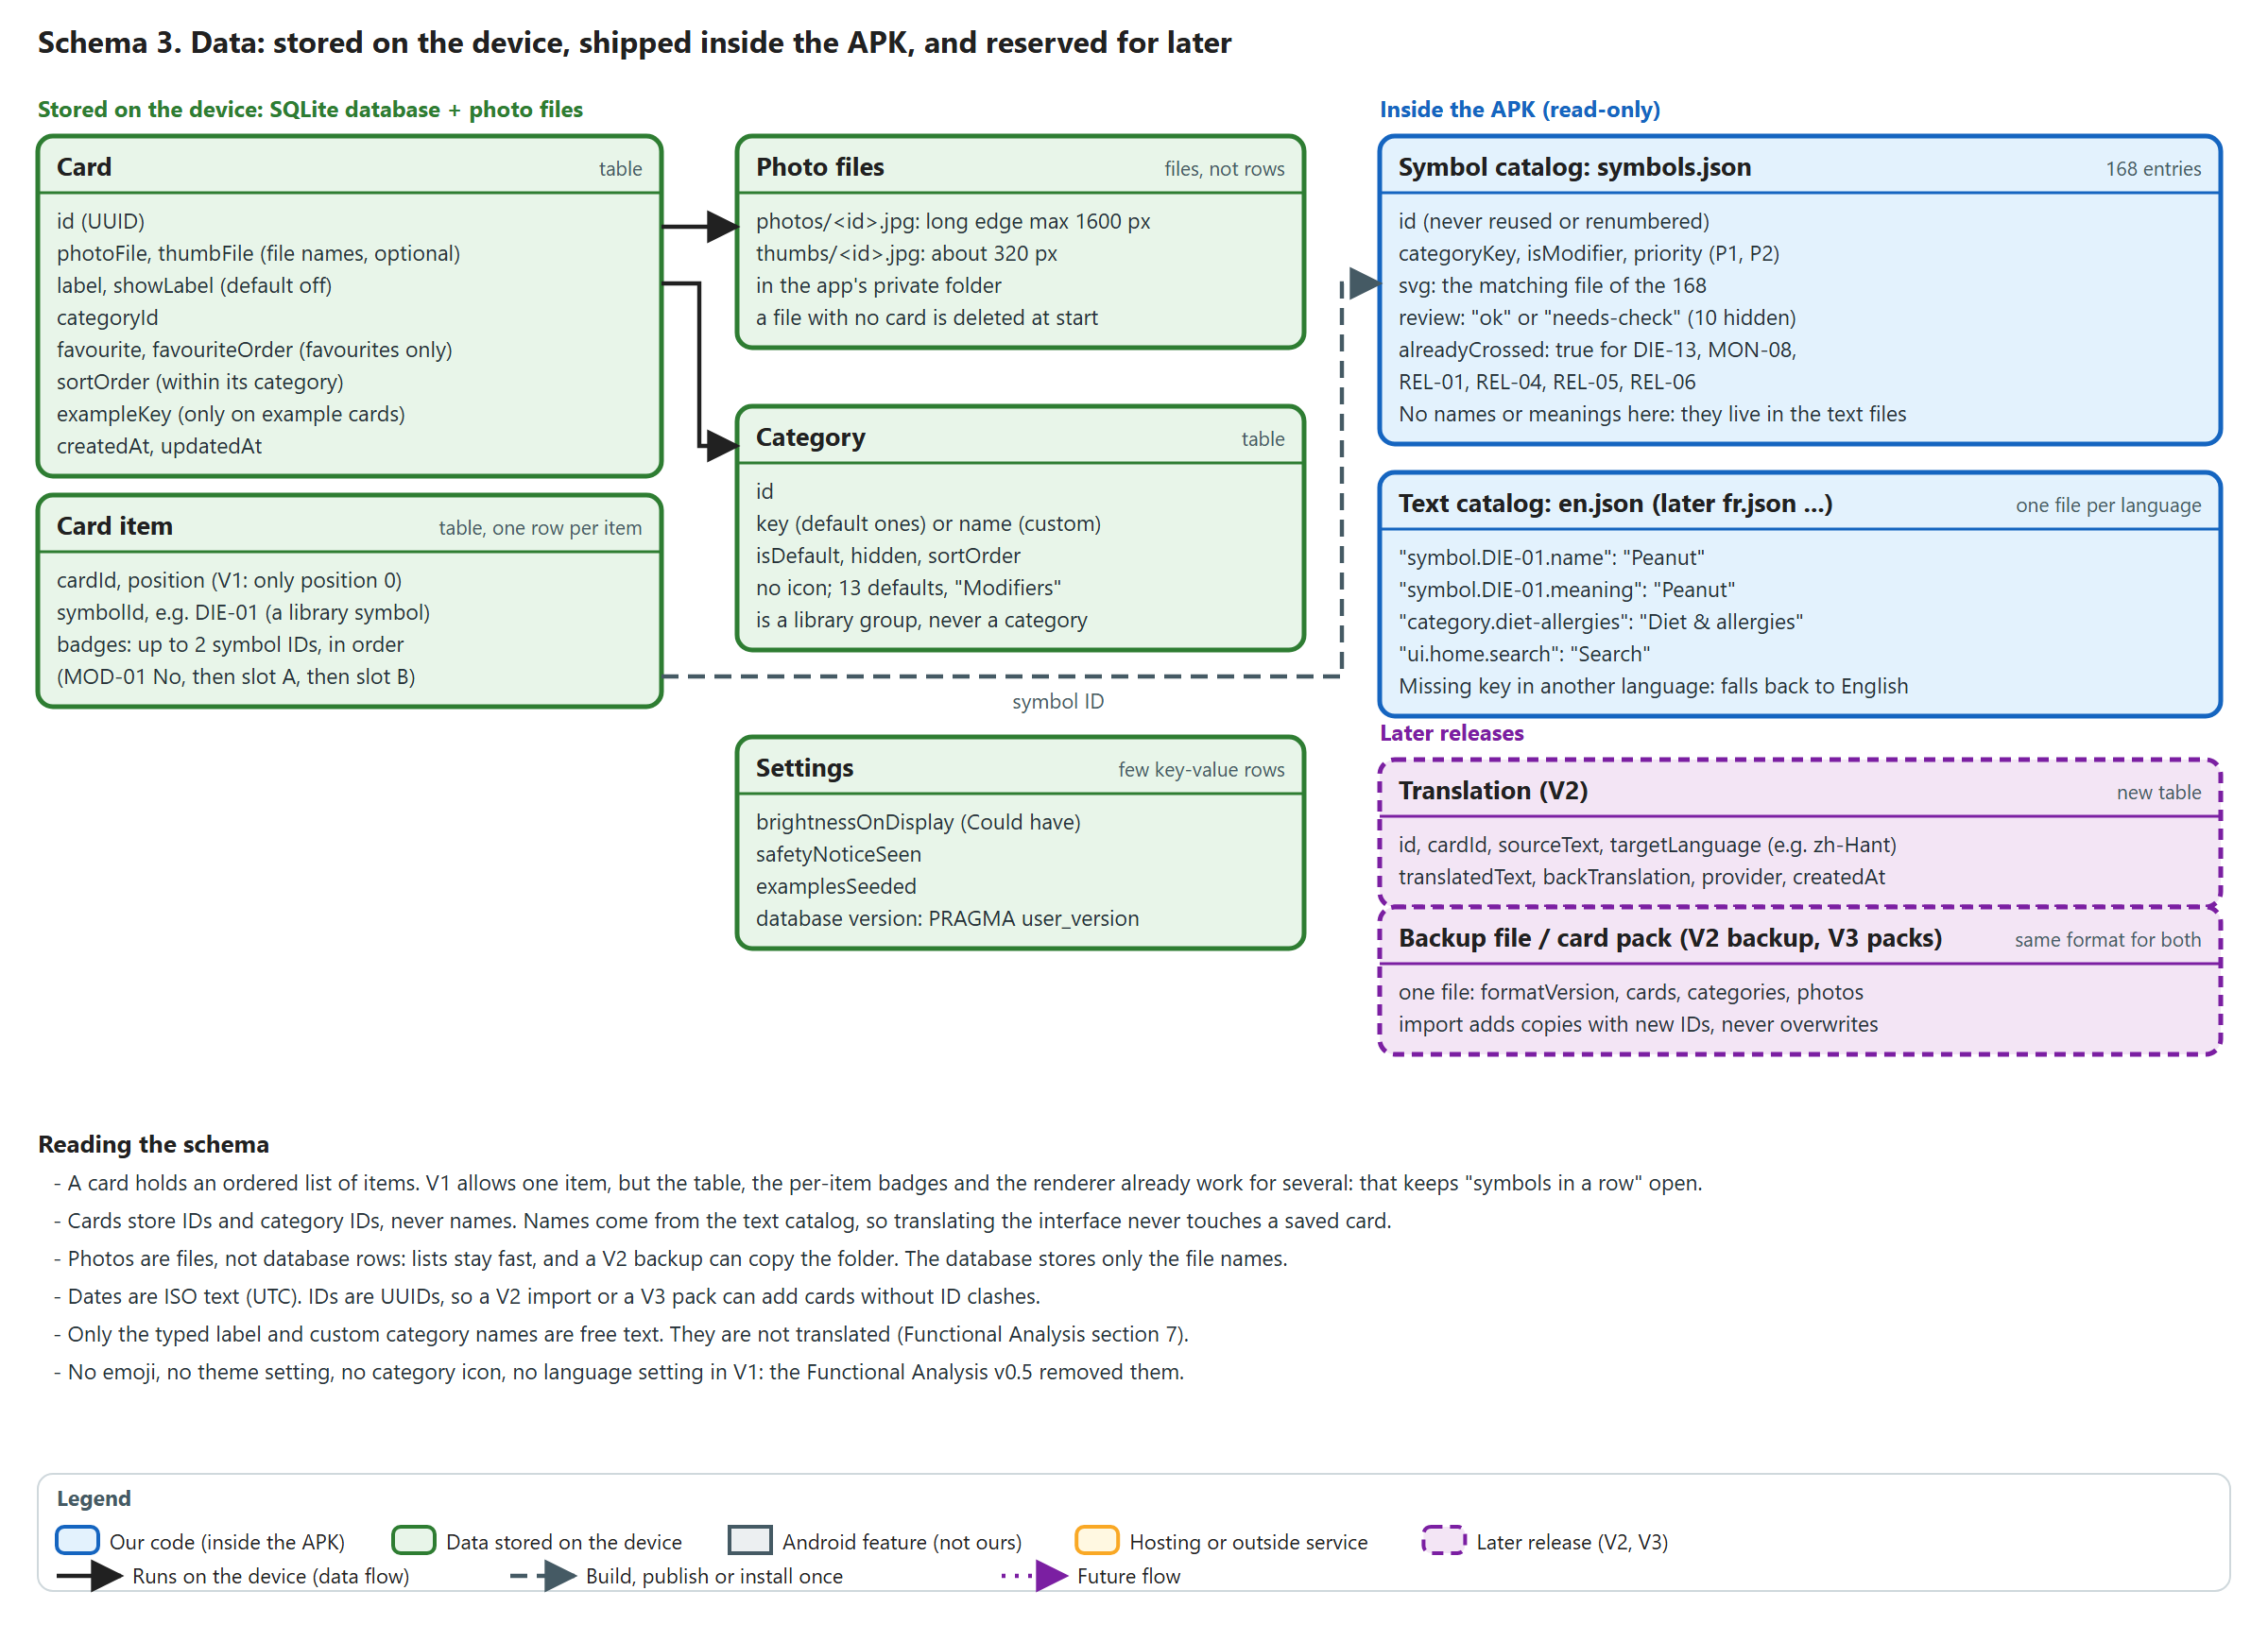 Schema 3. Data: stored on the device, shipped inside the APK, and reserved for later
Stored on the device: SQLite database + photo files
Card
table
id (UUID)
photoFile, thumbFile (file names, optional)
label, showLabel (default off)
categoryId
favourite, favouriteOrder (favourites only)
sortOrder (within its category)
exampleKey (only on example cards)
createdAt, updatedAt
Card item
table, one row per item
cardId, position (V1: only position 0)
symbolId, e.g. DIE-01 (a library symbol)
badges: up to 2 symbol IDs, in order
(MOD-01 No, then slot A, then slot B)
Photo files
files, not rows
photos/<id>.jpg: long edge max 1600 px
thumbs/<id>.jpg: about 320 px
in the app's private folder
a file with no card is deleted at start
Category
table
id
key (default ones) or name (custom)
isDefault, hidden, sortOrder
no icon; 13 defaults, "Modifiers"
is a library group, never a category
symbol ID
Settings
few key-value rows
brightnessOnDisplay (Could have)
safetyNoticeSeen
examplesSeeded
database version: PRAGMA user_version
Inside the APK (read-only)
Symbol catalog: symbols.json
168 entries
id (never reused or renumbered)
categoryKey, isModifier, priority (P1, P2)
svg: the matching file of the 168
review: "ok" or "needs-check" (10 hidden)
alreadyCrossed: true for DIE-13, MON-08,
REL-01, REL-04, REL-05, REL-06
No names or meanings here: they live in the text files
Text catalog: en.json (later fr.json ...)
one file per language
"symbol.DIE-01.name": "Peanut"
"symbol.DIE-01.meaning": "Peanut"
"category.diet-allergies": "Diet & allergies"
"ui.home.search": "Search"
Missing key in another language: falls back to English
Later releases
Translation (V2)
new table
id, cardId, sourceText, targetLanguage (e.g. zh-Hant)
translatedText, backTranslation, provider, createdAt
Backup file / card pack (V2 backup, V3 packs)
same format for both
one file: formatVersion, cards, categories, photos
import adds copies with new IDs, never overwrites
Reading the schema
- A card holds an ordered list of items. V1 allows one item, but the table, the per-item badges and the renderer already work for several: that keeps "symbols in a row" open.
- Cards store IDs and category IDs, never names. Names come from the text catalog, so translating the interface never touches a saved card.
- Photos are files, not database rows: lists stay fast, and a V2 backup can copy the folder. The database stores only the file names.
- Dates are ISO text (UTC). IDs are UUIDs, so a V2 import or a V3 pack can add cards without ID clashes.
- Only the typed label and custom category names are free text. They are not translated (Functional Analysis section 7).
- No emoji, no theme setting, no category icon, no language setting in V1: the Functional Analysis v0.5 removed them.
Legend
Our code (inside the APK)
Data stored on the device
Android feature (not ours)
Hosting or outside service
Later release (V2, V3)
Runs on the device (data flow)
Build, publish or install once
Future flow